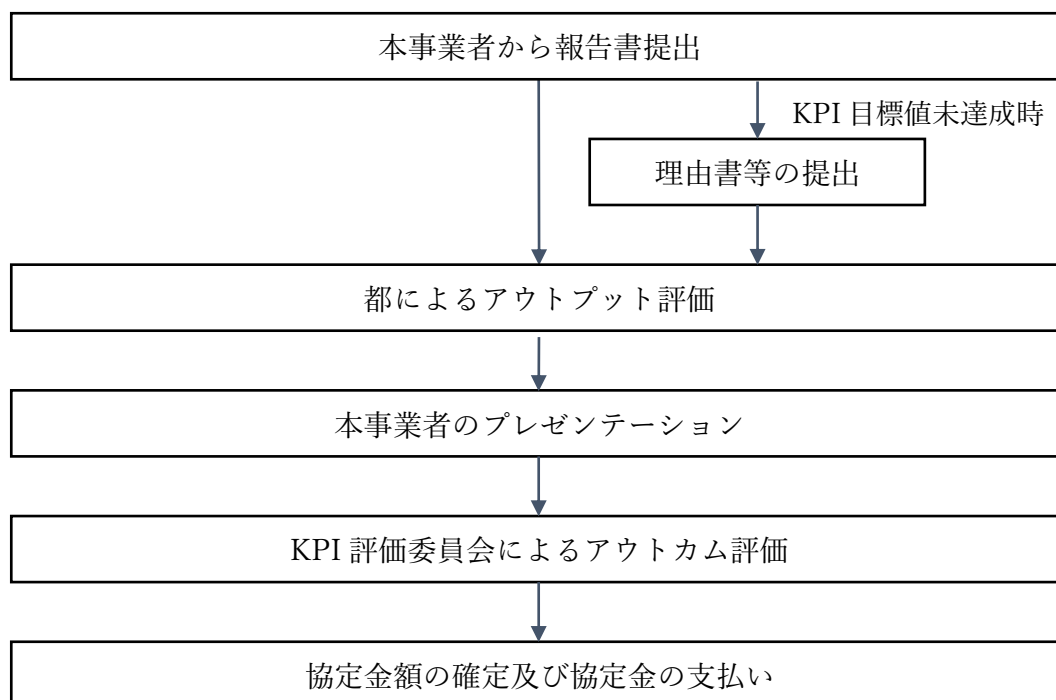 本事業者から報告書提出
KPI 目標値未達成時
理由書等の提出
都によるアウトプット評価
本事業者のプレゼンテーション
KPI 評価委員会によるアウトカム評価
協定金額の確定及び協定金の支払い